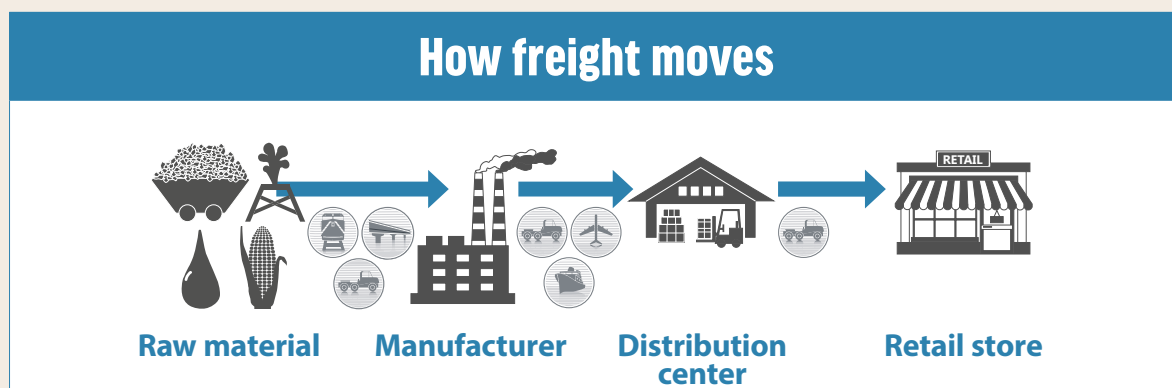 How freight moves
RETAIL
Raw material
Manufacturer
Distribution
center
Retail store